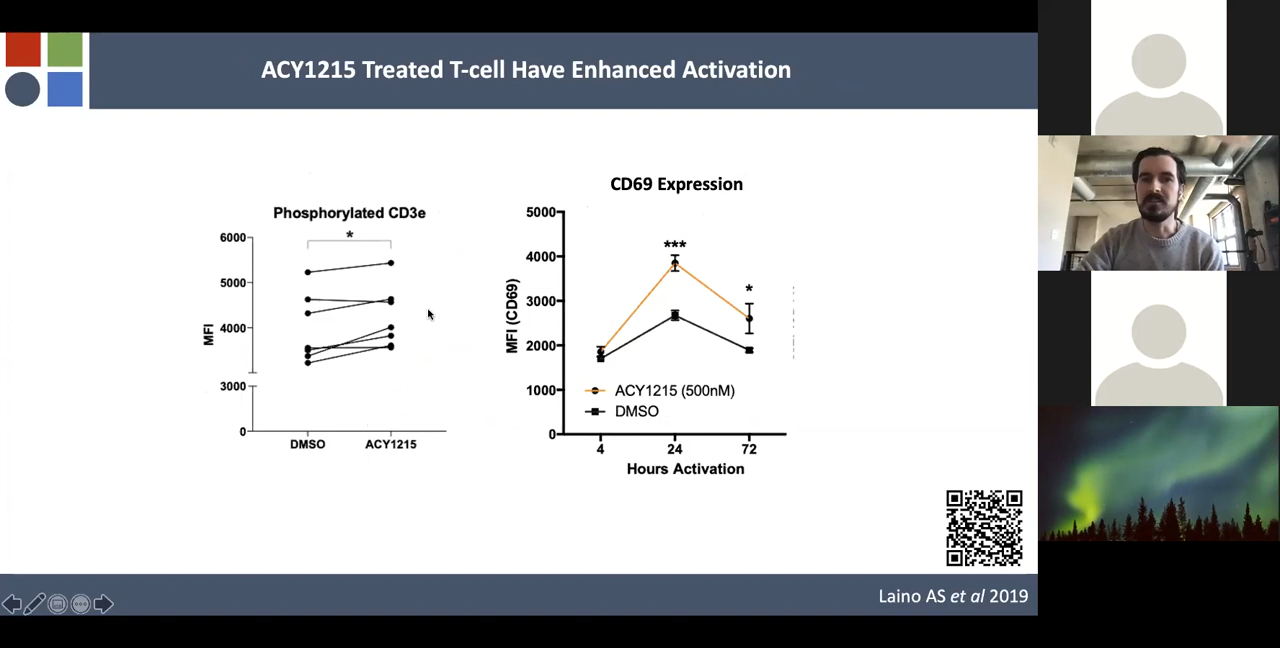 ACY1215 Treated T-cell Have Enhanced Activation
Phosphorylated CD3e
*
6000
5000
4000
3000
0
MFI
DMSO
ACY1215
CD69 Expression
5000
4000
3000
2000
1000
0
MFI (CD69)
***
*
ACY1215 (500nM)
DMSO
4
24
72
Hours Activation
Laino AS et al 2019